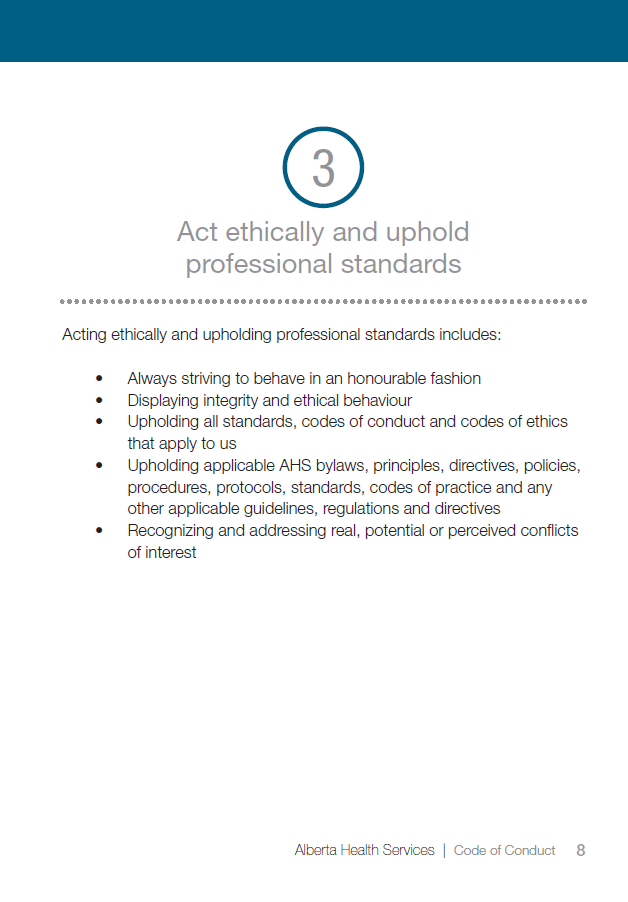 3
Act ethically and uphold
professional standards
Acting ethically and upholding professional standards includes:
• Always striving to behave in an honourable fashion
• Displaying integrity and ethical behaviour
• Upholding all standards, codes of conduct and codes of ethics
that apply to us
• Upholding applicable AHS bylaws, principles, directives, policies,
procedures, protocols, standards, codes of practice and any
other applicable guidelines, regulations and directives
• Recognizing and addressing real, potential or perceived conflicts
of interest
Alberta Health Services | Code of Conduct 8